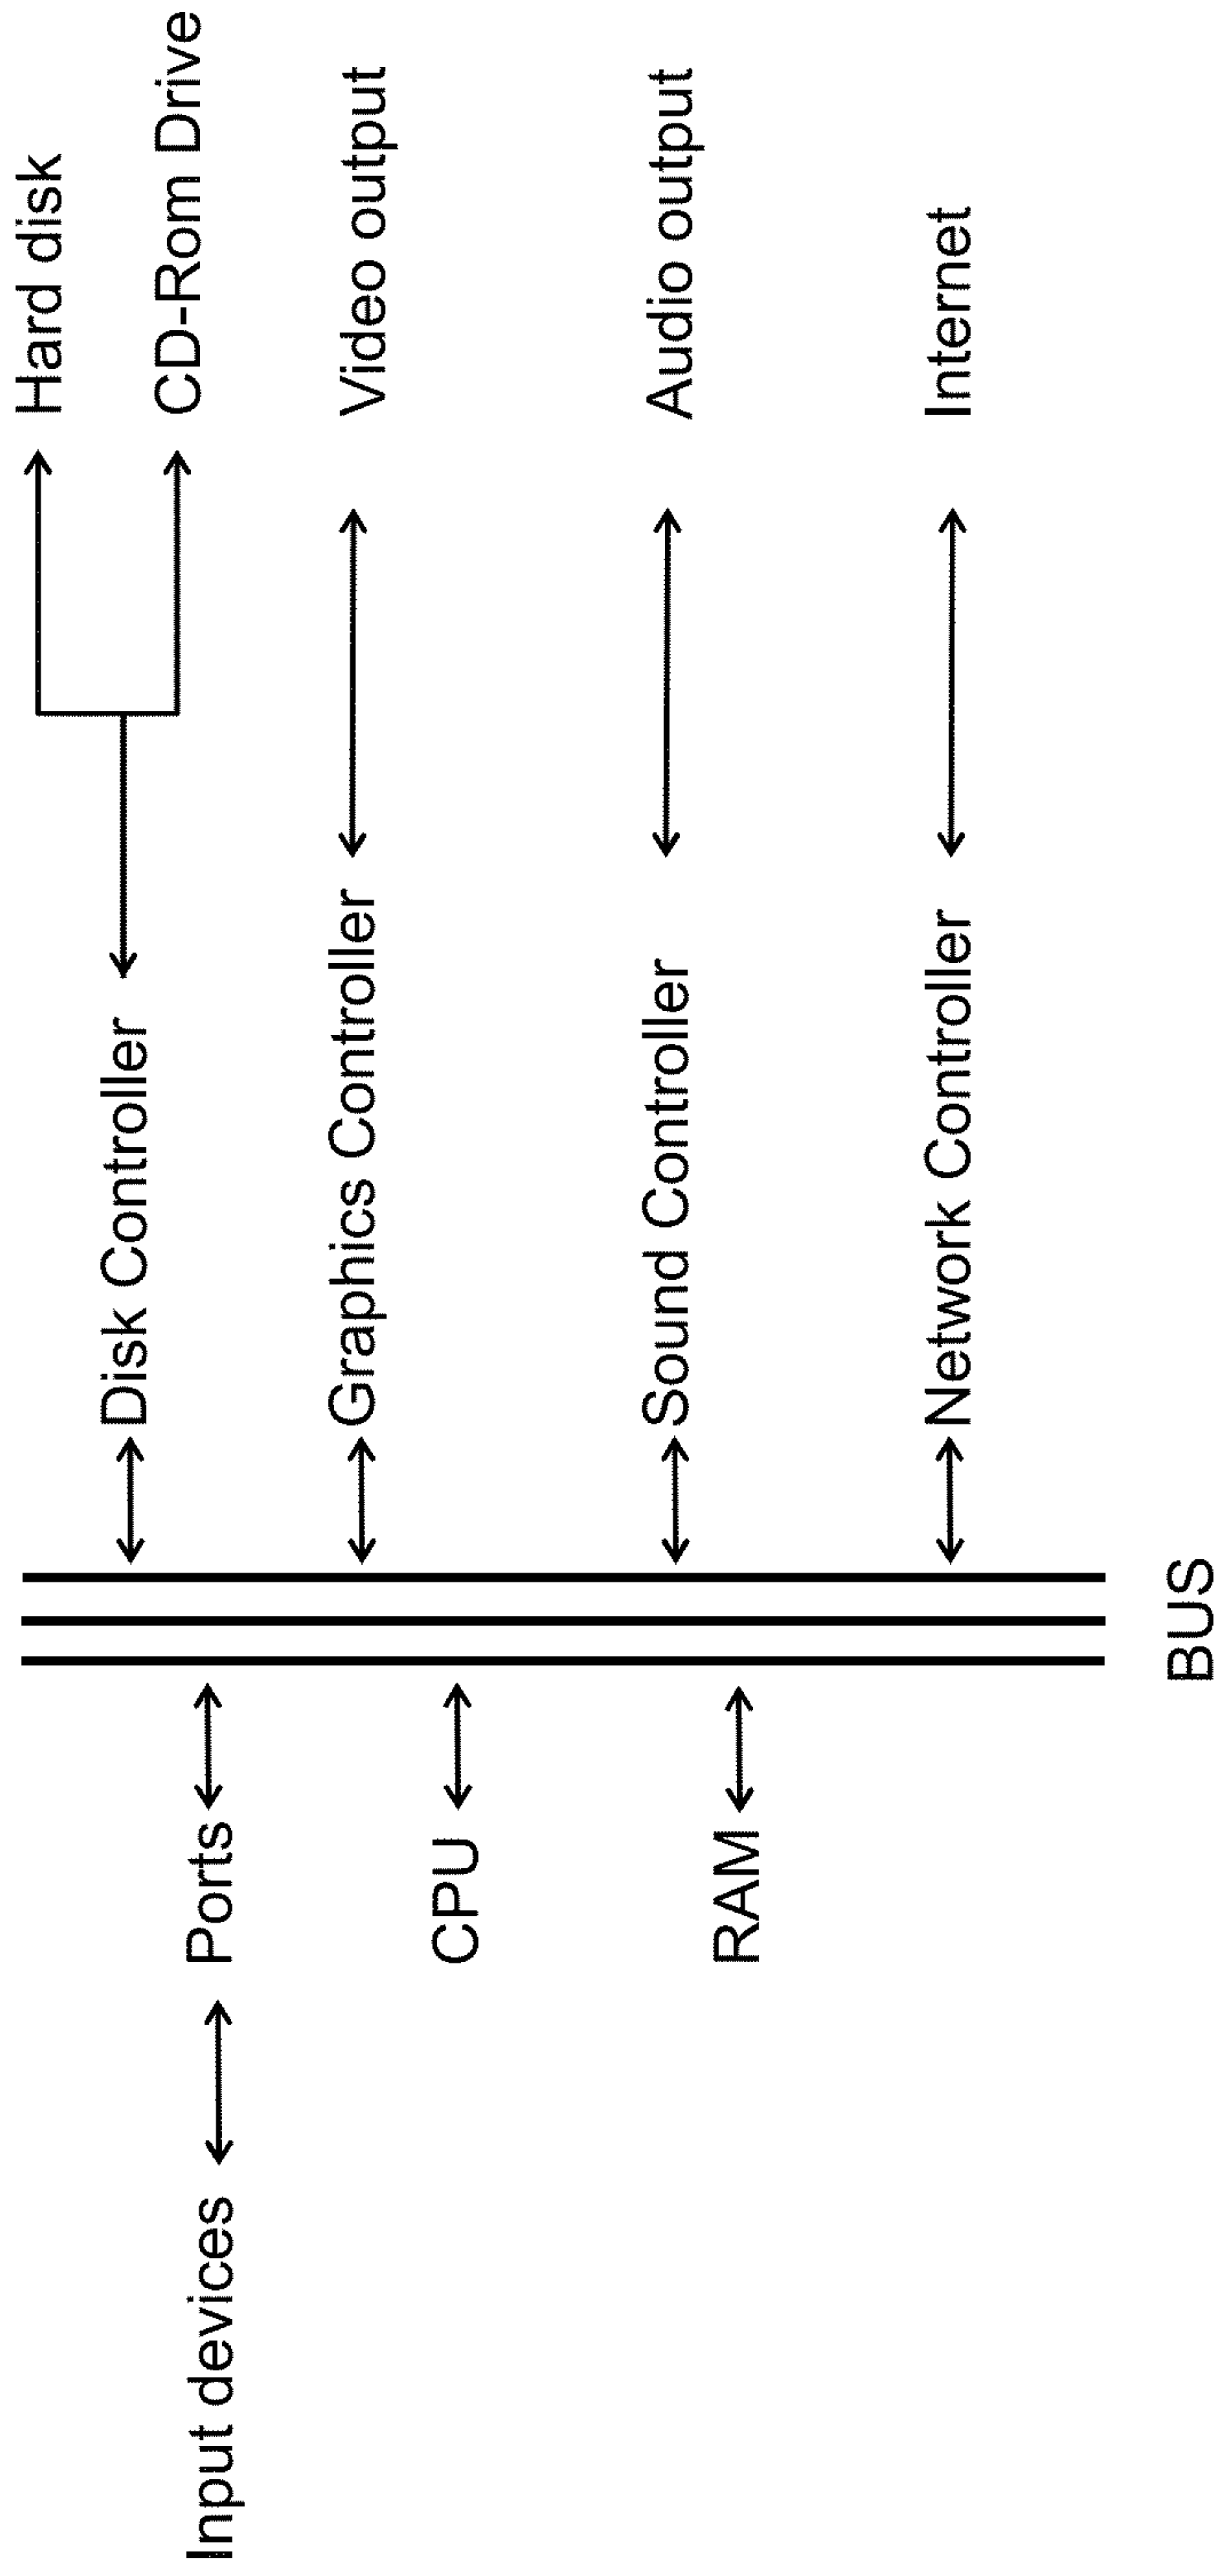 Hard disk
Disk Controller
CD-Rom Drive
Input devices
Ports
Graphics Controller
Video output
CPU
Sound Controller
Audio output
RAM
Network Controller
Internet
BUS